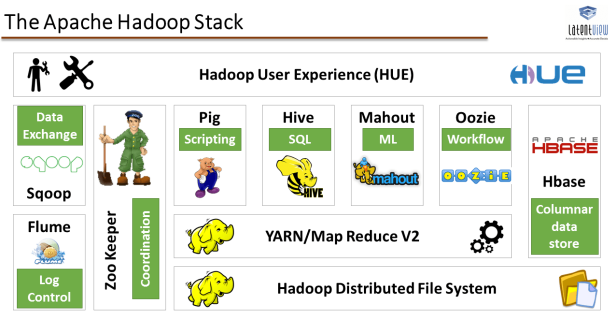 The Apache Hadoop Stack
LatentView
Hadoop User Experience (HUE)
HUE
Data
Exchange
sqoop
Sqoop
Flume
FLUME
Log
Control
Zoo Keeper
Coordination
Pig
Scripting
Hive
SQL
HIVE
Mahout
ML
mahout
Oozie
Workflow
OOZIE
APACHE
HBASE
Hbase
Columnar
data
store
YARN/Map Reduce V2
Hadoop Distributed File System